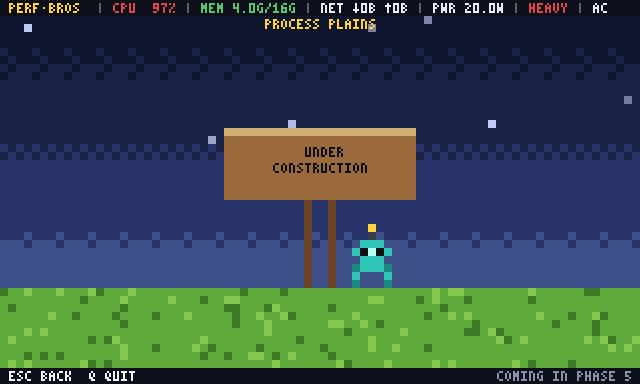 PERF·BROS | CPU 97% | MEM 4.0G/16G | NET ↓0B ↑0B | PWR 20.0W | HEAVY | AC
PROCESS PLAINS
UNDER
CONSTRUCTION
ESC BACK Q QUIT
COMING IN PHASE 5